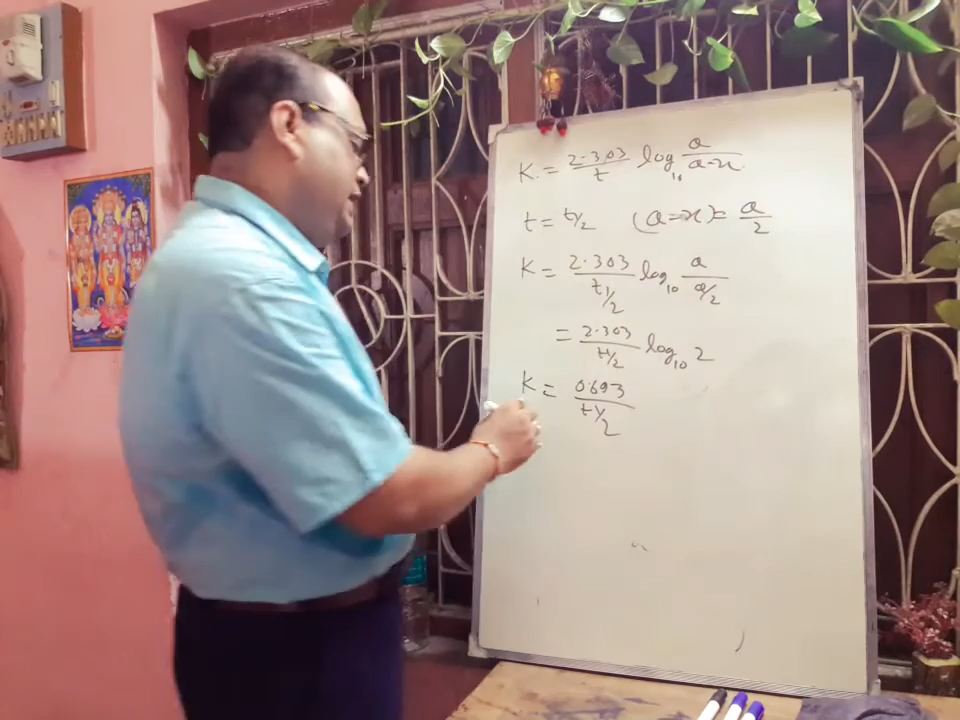 K = 2.303/t log₁₀ a/a-x
t = t1/2 (a-x) = a/2
K = 2.303/t1/2 log₁₀ a/a/2
= 2.303/t1/2 log₁₀ 2
K = 0.693/t1/2